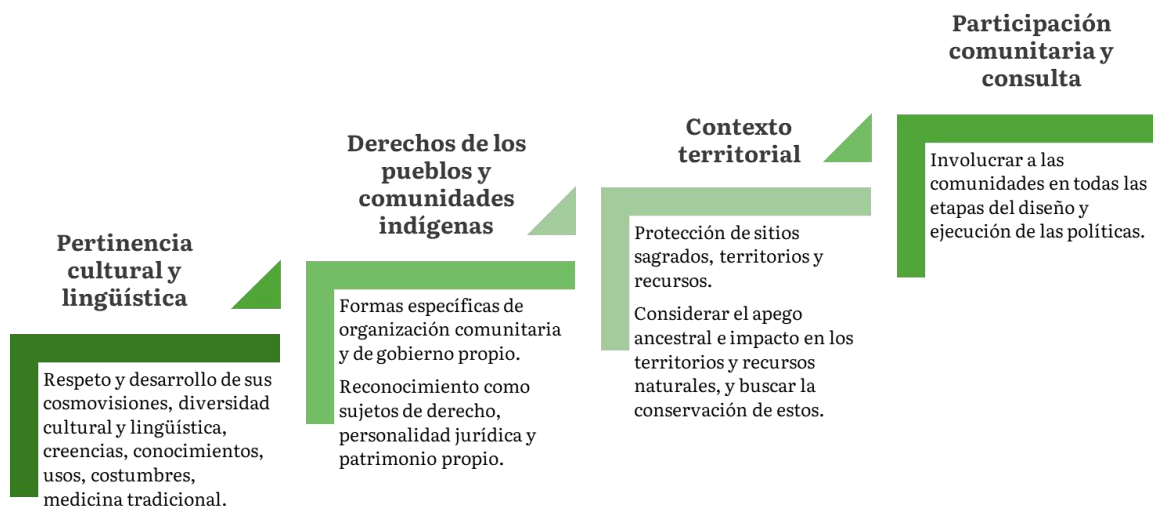 Pertinencia
cultural y
lingüística
Respeto y desarrollo de sus
cosmovisiones, diversidad
cultural y lingüística,
creencias, conocimientos,
usos, costumbres,
medicina tradicional.
Derechos de los
pueblos y
comunidades
indígenas
Formas específicas de
organización comunitaria
y de gobierno propio.
Reconocimiento como
sujetos de derecho,
personalidad jurídica y
patrimonio propio.
Contexto
territorial
Protección de sitios
sagrados, territorios y
recursos.
Considerar el apego
ancestral e impacto en los
territorios y recursos
naturales, y buscar la
conservación de estos.
Participación
comunitaria y
consulta
Involucrar a las
comunidades en todas las
etapas del diseño y
ejecución de las políticas.